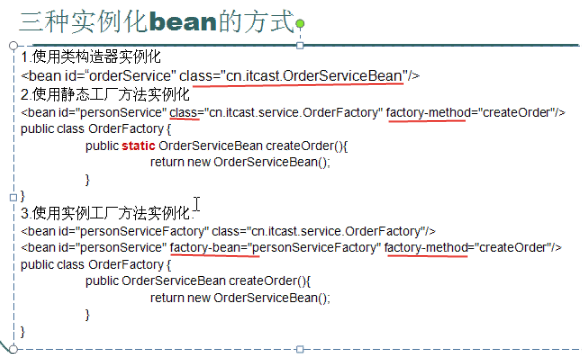 三种实例化bean的方式
1.使用类构造器实例化
<bean id=“orderService" class="cn.itcast.OrderServiceBean"/>
2.使用静态工厂方法实例化
<bean id="personService" class="cn.itcast.service.OrderFactory" factory-method="createOrder"/>
public class OrderFactory {
public static OrderServiceBean createOrder(){
return new OrderServiceBean();
}
}
3.使用实例工厂方法实例化:
<bean id="personServiceFactory" class="cn.itcast.service.OrderFactory"/>
<bean id="personService" factory-bean="personServiceFactory" factory-method="createOrder"/>
public class OrderFactory {
public OrderServiceBean createOrder(){
return new OrderServiceBean();
}
}